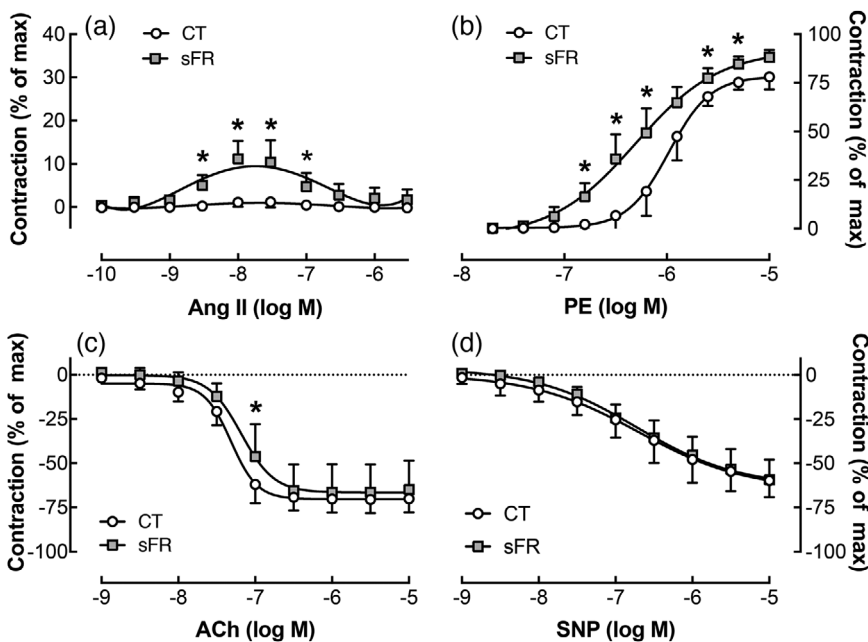 (a)
CT
sFR
Contraction (% of max)
40
30
20
10
0
* * * *
-10 -9 -8 -7 -6
Ang II (log M)
(b)
CT
sFR
Contraction (% of max)
100
75
50
25
0
* * * * *
-8 -7 -6 -5
PE (log M)
(c)
CT
sFR
Contraction (% of max)
0
-25
-50
-75
-100
*
-9 -8 -7 -6 -5
ACh (log M)
(d)
CT
sFR
Contraction (% of max)
0
-25
-50
-75
-100
-9 -8 -7 -6 -5
SNP (log M)